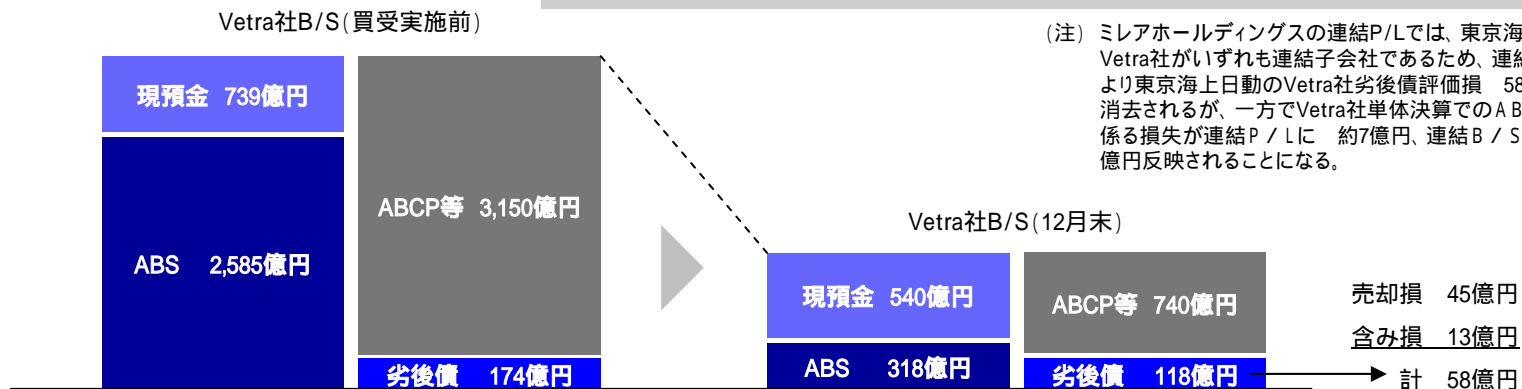 Vetra社B/S(買受実施前)
(注) ミレアホールディングスの連結P/Lでは、東京海
Vetra社がいずれも連結子会社であるため、連結
より東京海上日動のVetra社劣後債評価損 58
消去されるが、一方でVetra社単体決算でのAB
係る損失が連結P/Lに 約7億円、連結B/S
億円反映されることになる。
現預金 739億円
ABS 2,585億円
ABCP等 3,150億円
劣後債 174億円
Vetra社B/S(12月末)
現預金 540億円
ABS 318億円
ABCP等 740億円
劣後債 118億円
売却損 45億円
含み損 13億円
計 58億円